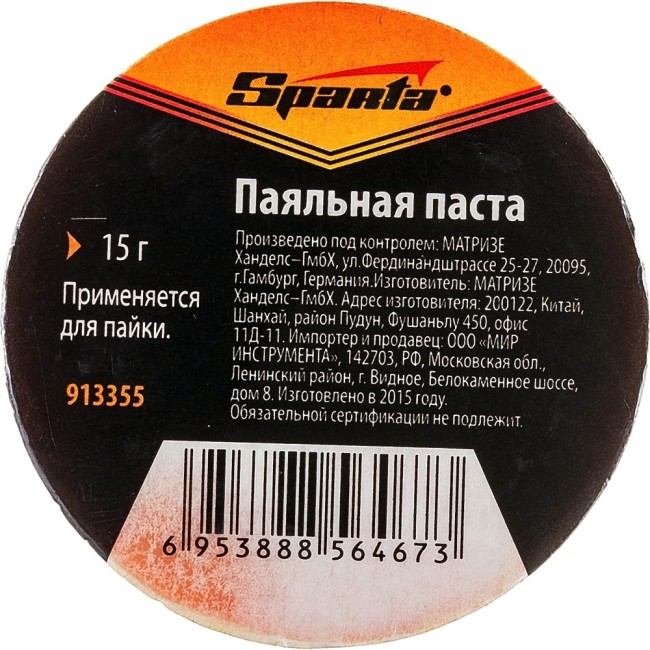 Sparta
Паяльная паста
15 г
Применяется
для пайки.
913355
Произведено под контролем: МАТРИЗЕ
Ханделс–ГмбХ, ул.Фердинандштрассе 25-27, 20095,
г.Гамбург, Германия.Изготовитель: МАТРИЗЕ
Ханделс–ГмбХ. Адрес изготовителя: 200122, Китай,
Шанхай, район Пудун, Фушаньлу 450, офис
11Д-11. Импортер и продавец: ООО «МИР
ИНСТРУМЕНТА», 142703, РФ, Московская обл.,
Ленинский район, г. Видное, Белокаменное шоссе,
дом 8. Изготовлено в 2015 году.
Обязательной сертификации не подлежит.
6 953888 564673